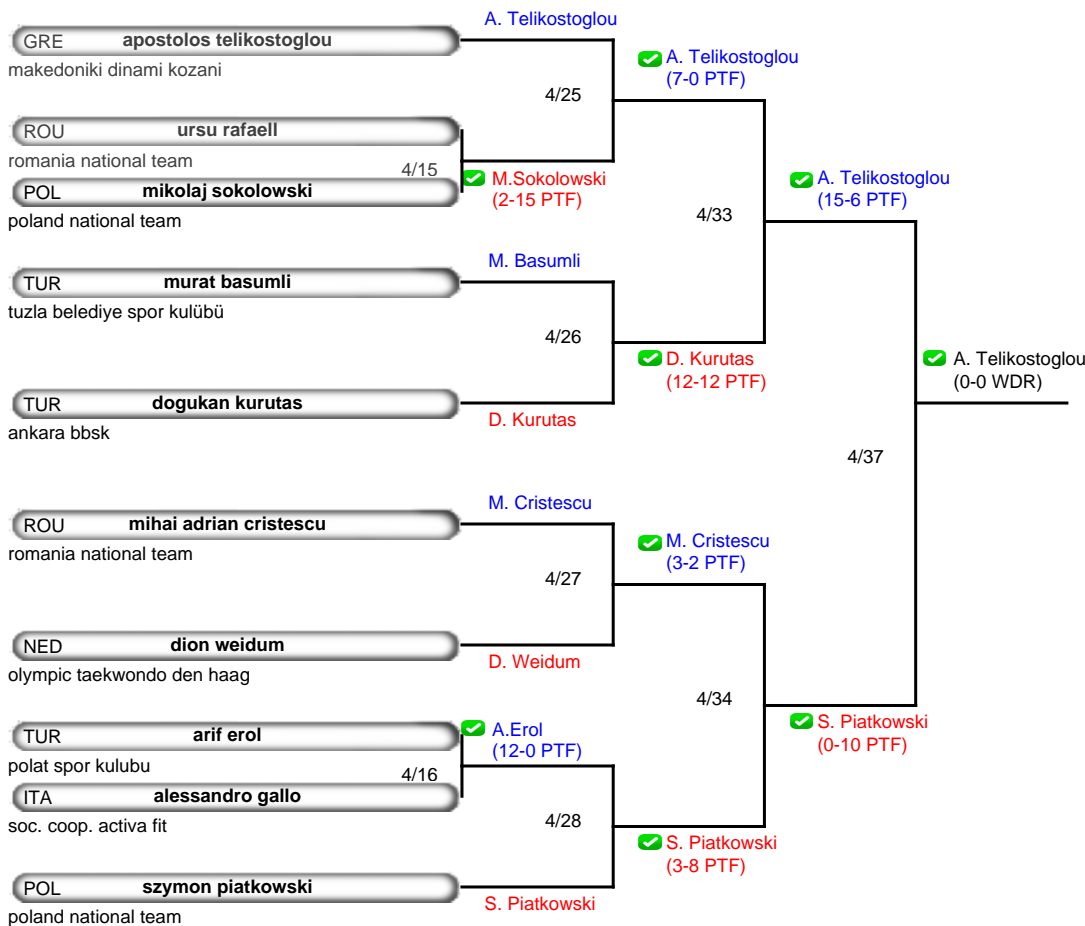 A. Telikostoglou
GRE apostolos telikostoglou
makedoniki dinami kozani
A. Telikostoglou
(7-0 PTF)
4/25
ROU ursu rafaell
romania national team
4/15
M.Sokolowski
(2-15 PTF)
POL mikolaj sokolowski
poland national team
A. Telikostoglou
(15-6 PTF)
4/33
M. Basumli
TUR murat basumli
tuzla belediye spor kulübü
4/26
D. Kurutas
(12-12 PTF)
A. Telikostoglou
(0-0 WDR)
TUR dogukan kurutas
D. Kurutas
ankara bbsk
4/37
M. Cristescu
ROU mihai adrian cristescu
romania national team
M. Cristescu
(3-2 PTF)
4/27
NED dion weidum
D. Weidum
olympic taekwondo den haag
4/34
S. Piatkowski
(0-10 PTF)
TUR arif erol
A.Erol
(12-0 PTF)
polat spor kulubu
4/16
ITA alessandro gallo
soc. coop. activa fit
4/28
S. Piatkowski
(3-8 PTF)
POL szymon piatkowski
S. Piatkowski
poland national team